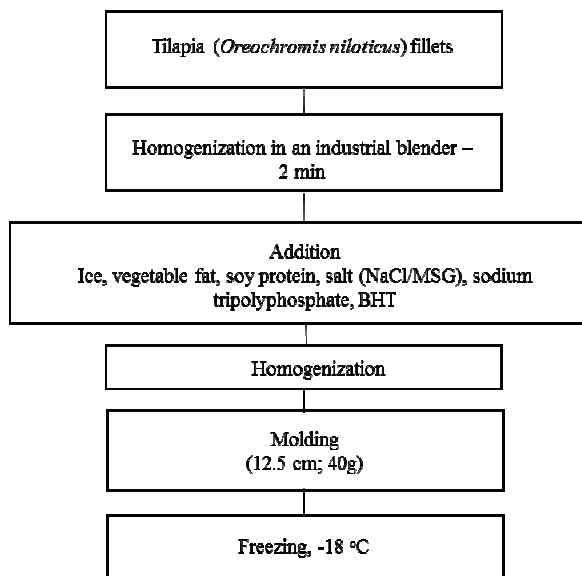 Tilapia (Oreochromis niloticus) fillets
Homogenization in an industrial blender –
2 min
Addition
Ice, vegetable fat, soy protein, salt (NaCl/MSG), sodium
tripolyphosphate, BHT
Homogenization
Molding
(12.5 cm; 40g)
Freezing, -18 °C